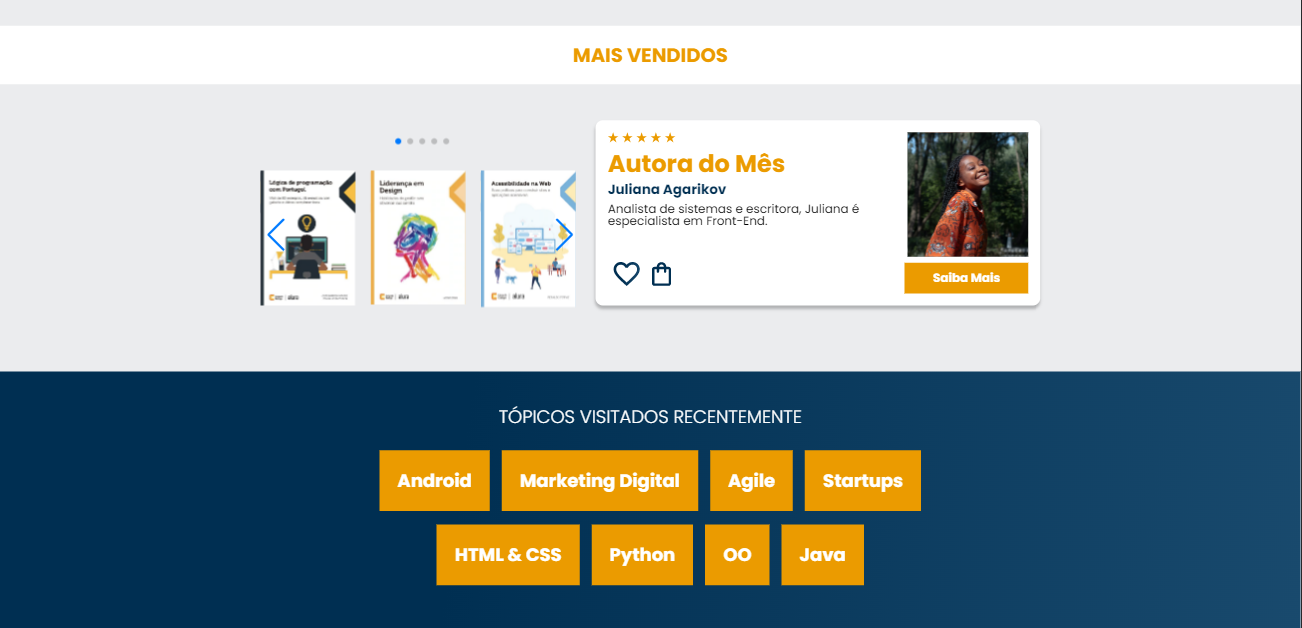 MAIS VENDIDOS
Lógica de programação
com Portugol
Liderança em
Design
Acessibilidade na Web
★★★★★
Autora do Mês
Juliana Agarikov
Analista de sistemas e escritora, Juliana é
especialista em Front-End.
Saiba Mais
TÓPICOS VISITADOS RECENTEMENTE
Android
Marketing Digital
Agile
Startups
HTML & CSS
Python
OO
Java